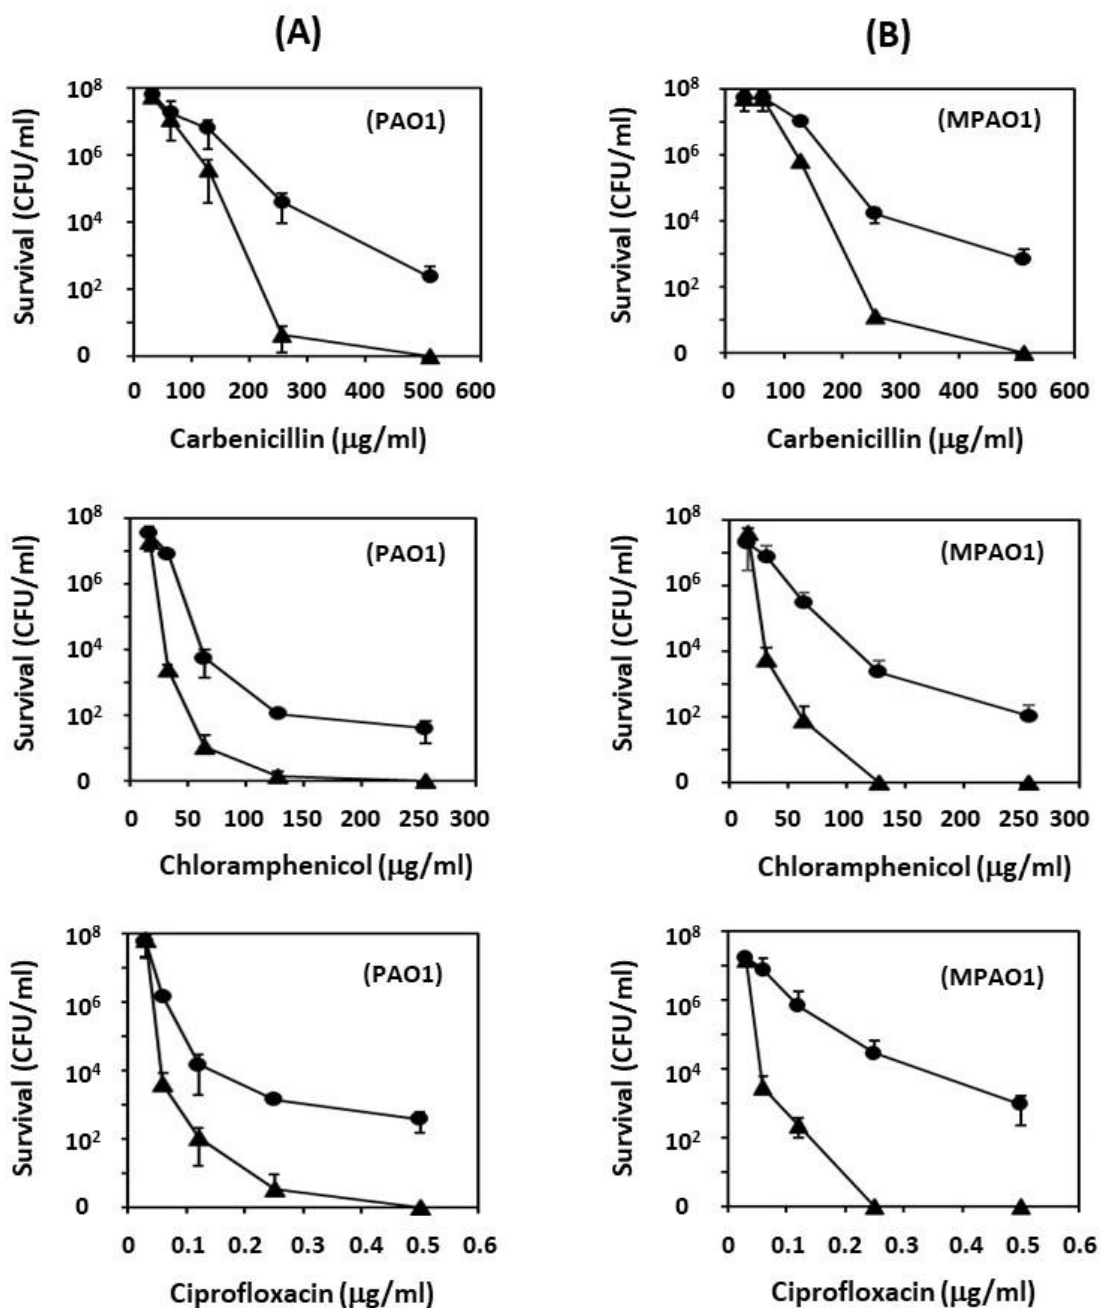 (A)
(B)
Survival (CFU/ml)
10⁸
10⁶
10⁴
10²
0
(PAO1)
0 100 200 300 400 500 600
Carbenicillin (μg/ml)
Survival (CFU/ml)
10⁸
10⁶
10⁴
10²
0
(MPAO1)
0 100 200 300 400 500 600
Carbenicillin (μg/ml)
Survival (CFU/ml)
10⁸
10⁶
10⁴
10²
0
(PAO1)
0 50 100 150 200 250 300
Chloramphenicol (μg/ml)
Survival (CFU/ml)
10⁸
10⁶
10⁴
10²
0
(MPAO1)
0 50 100 150 200 250 300
Chloramphenicol (μg/ml)
Survival (CFU/ml)
10⁸
10⁶
10⁴
10²
0
(PAO1)
0 0.1 0.2 0.3 0.4 0.5 0.6
Ciprofloxacin (μg/ml)
Survival (CFU/ml)
10⁸
10⁶
10⁴
10²
0
(MPAO1)
0 0.1 0.2 0.3 0.4 0.5 0.6
Ciprofloxacin (μg/ml)